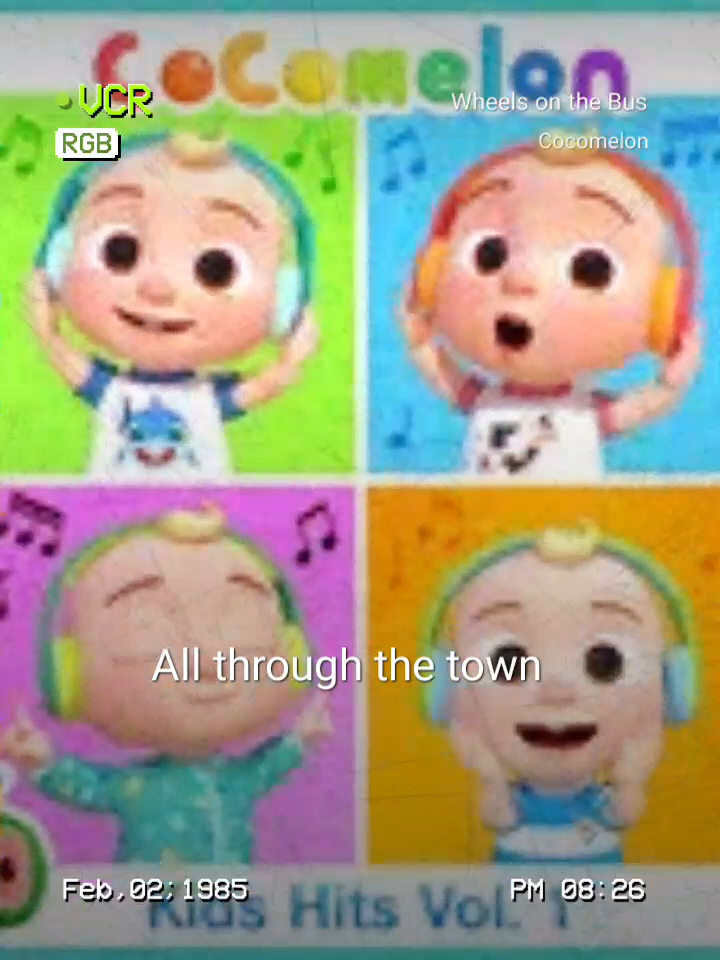 CoComelon
VCR
Wheels on the Bus
RGB
Cocomelon
All through the town
Feb,02;1985
PM 08:26
Kids Hits Vol. 1